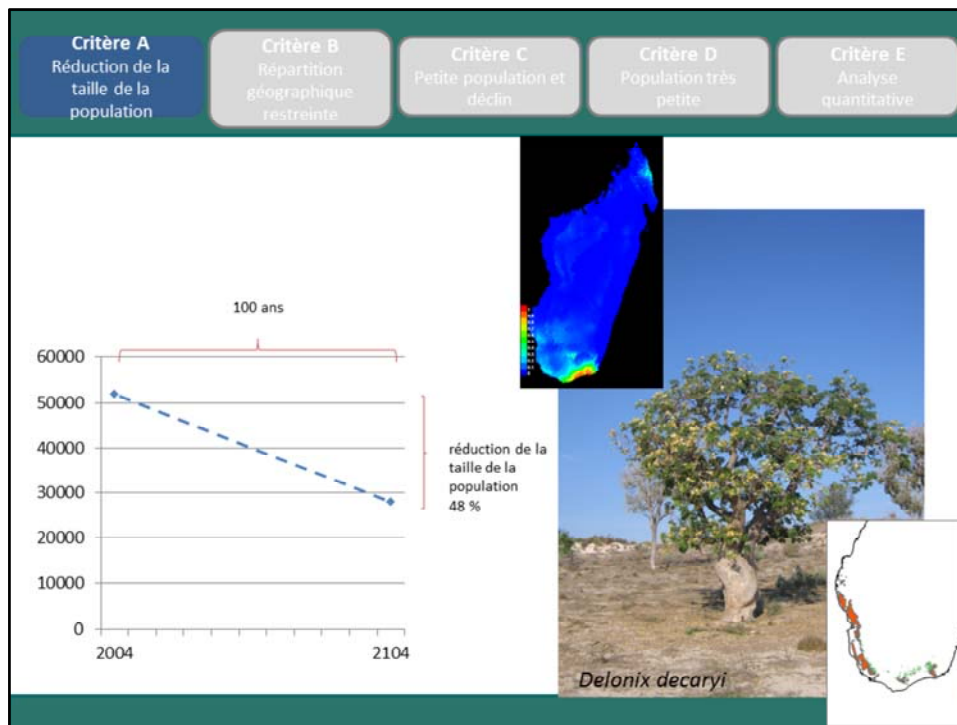 Critère A
Réduction de la
taille de la
population
Critère B
Répartition
géographique
restreinte
Critère C
Petite population et
déclin
Critère D
Population très
petite
Critère E
Analyse
quantitative
100 ans
60000
50000
40000
30000
20000
10000
0
2004
2104
réduction de la
taille de la
population
48 %
Delonix decaryi